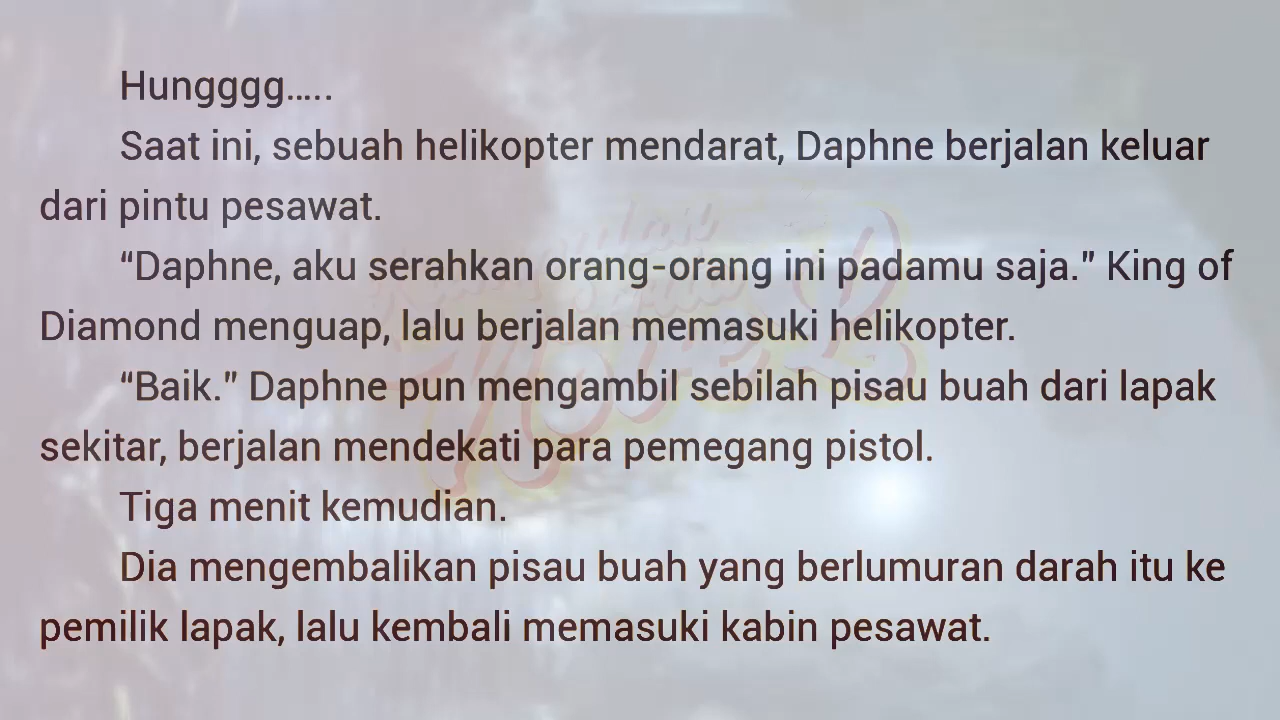 Hungggg.....
Saat ini, sebuah helikopter mendarat, Daphne berjalan keluar
dari pintu pesawat.
“Daphne, aku serahkan orang-orang ini padamu saja.” King of
Diamond menguap, lalu berjalan memasuki helikopter.
“Baik.” Daphne pun mengambil sebilah pisau buah dari lapak
sekitar, berjalan mendekati para pemegang pistol.
Tiga menit kemudian.
Dia mengembalikan pisau buah yang berlumuran darah itu ke
pemilik lapak, lalu kembali memasuki kabin pesawat.